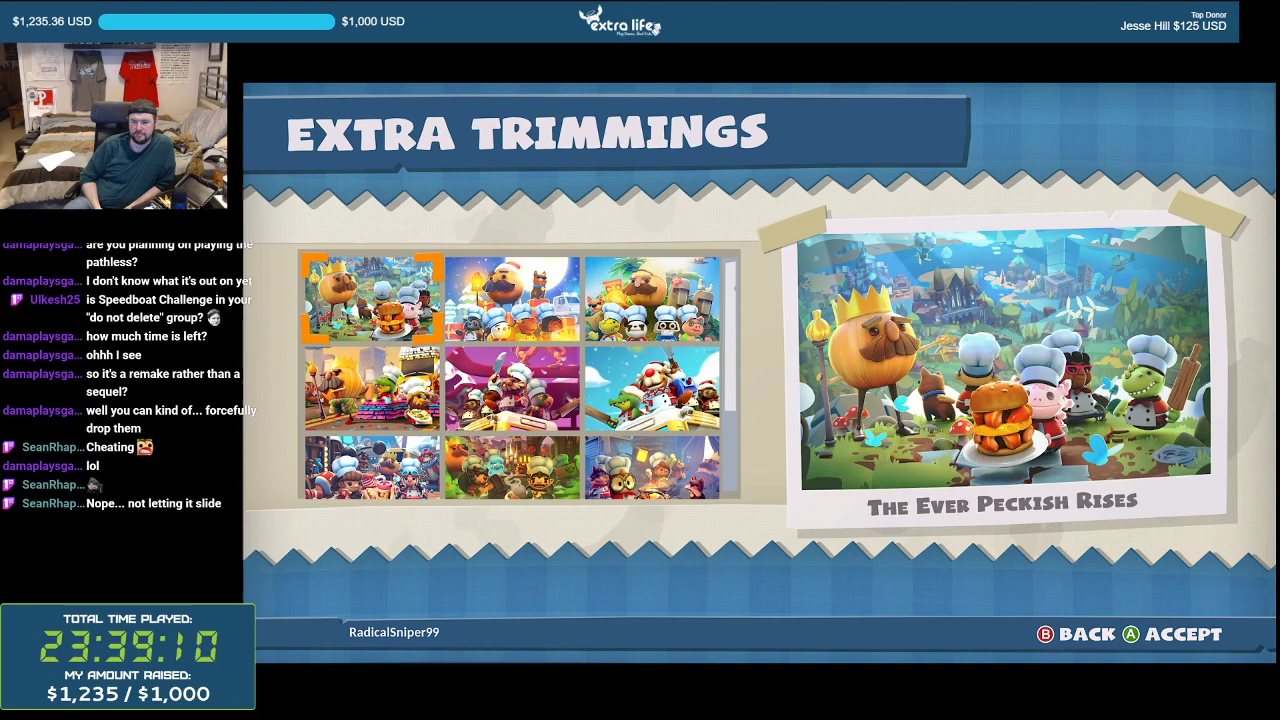 $1,235.36 USD
$1,000 USD
extra life
Top Donor
Jesse Hill $125 USD
EXTRA TRIMMINGS
damaplaysga... are you planning on playing the
pathless?
damaplaysga... I don't know what it's out on yet
Ulkesh25 is Speedboat Challenge in your
"do not delete" group?
damaplaysga... how much time is left?
damaplaysga... ohhh I see
damaplaysga... so it's a remake rather than a
sequel?
damaplaysga... well you can kind of... forcefully
drop them
SeanRhap... Cheating
damaplaysga... lol
SeanRhap...
SeanRhap... Nope... not letting it slide
THE EVER PECKISH RISES
TOTAL TIME PLAYED:
23:39:10
MY AMOUNT RAISED:
$1,235 / $1,000
RadicalSniper99
B BACK A ACCEPT